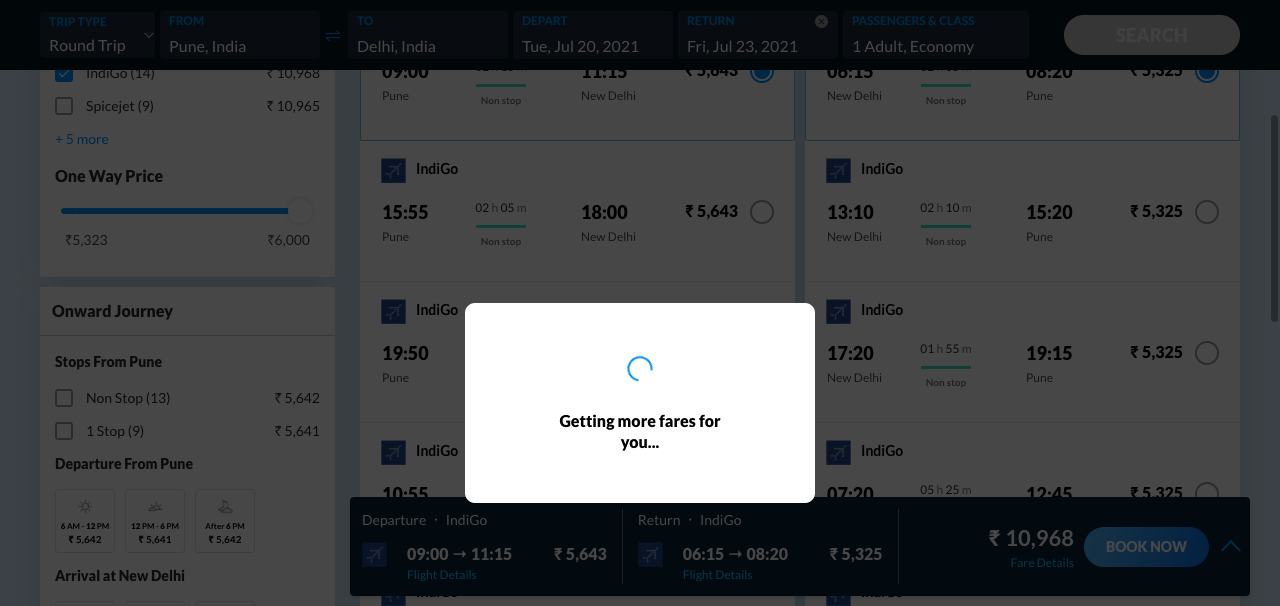 TRIP TYPE
Round Trip
FROM
Pune, India
TO
Delhi, India
DEPART
Tue, Jul 20, 2021
RETURN
Fri, Jul 23, 2021
PASSENGERS & CLASS
1 Adult, Economy
SEARCH
IndiGo (14) ₹ 10,968
Spicejet (9) ₹ 10,965
+ 5 more
One Way Price
₹5,323 ₹6,000
Onward Journey
Stops From Pune
Non Stop (13) ₹ 5,642
1 Stop (9) ₹ 5,641
Departure From Pune
6 AM - 12 PM 12 PM - 6 PM After 6 PM
₹ 5,642 ₹ 5,641 ₹ 5,642
Arrival at New Delhi
09:00 11:15 ₹ 5,643
Pune Non stop New Delhi
IndiGo
15:55 02 h 05 m 18:00 ₹ 5,643
Pune Non stop New Delhi
IndiGo
19:50
Pune
IndiGo
10:55
06:15 08:20 ₹ 5,325
New Delhi Non stop Pune
IndiGo
13:10 02 h 10 m 15:20 ₹ 5,325
New Delhi Non stop Pune
IndiGo
17:20 01 h 55 m 19:15 ₹ 5,325
New Delhi Non stop Pune
IndiGo
07:20 05 h 25 m 12:45 ₹ 5,325
Getting more fares for
you...
Departure · IndiGo
09:00 → 11:15 ₹ 5,643
Flight Details
Return · IndiGo
06:15 → 08:20 ₹ 5,325
Flight Details
₹ 10,968
Fare Details
BOOK NOW